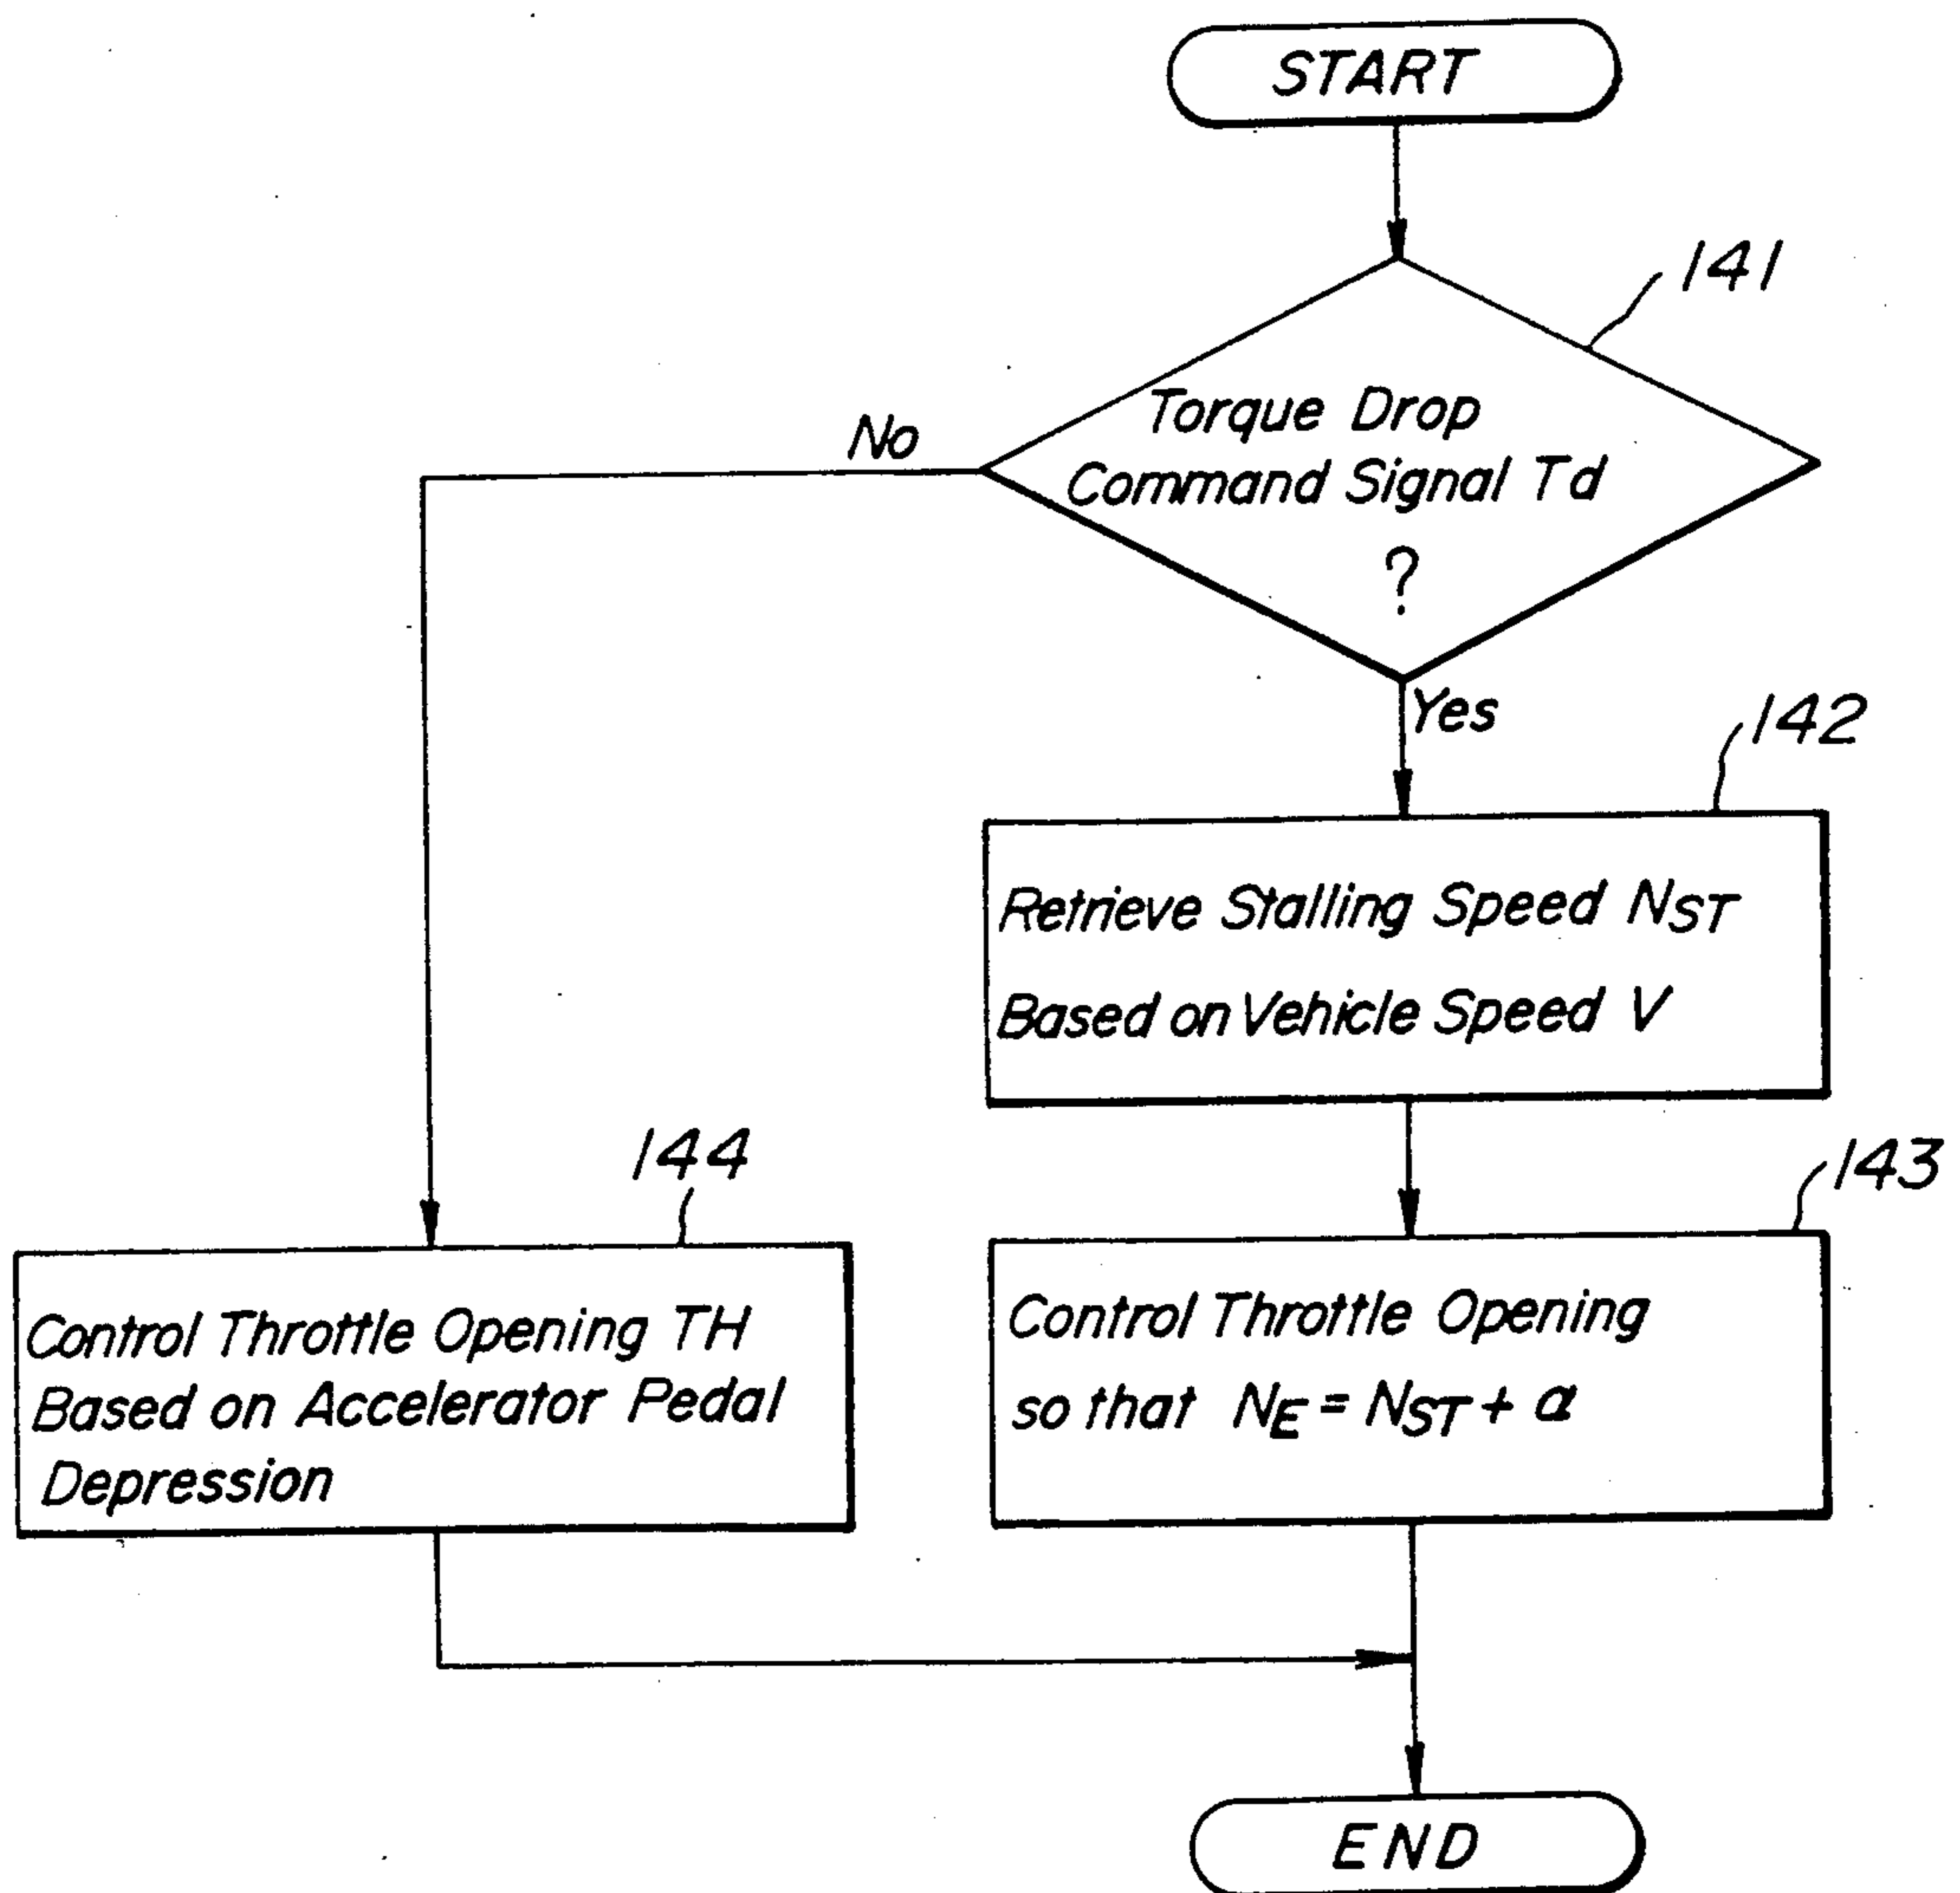 START
141
Torque Drop
Command Signal Td
?
No
Yes
142
Retrieve Stalling Speed NST
Based on Vehicle Speed V
144
143
Control Throttle Opening TH
Based on Accelerator Pedal
Depression
Control Throttle Opening
so that NE = NST + α
END